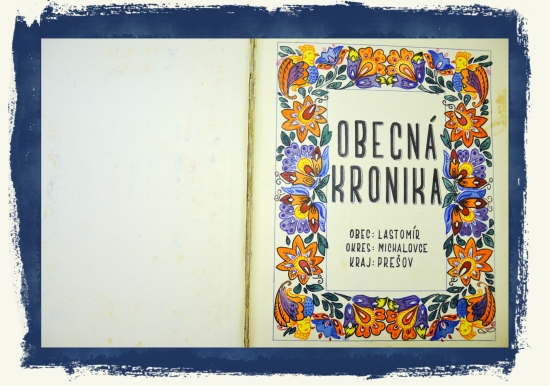 OBECNÁ
KRONIKA
OBEC: LASTOMÍR
OKRES: MICHALOVCE
KRAJ: PREŠOV